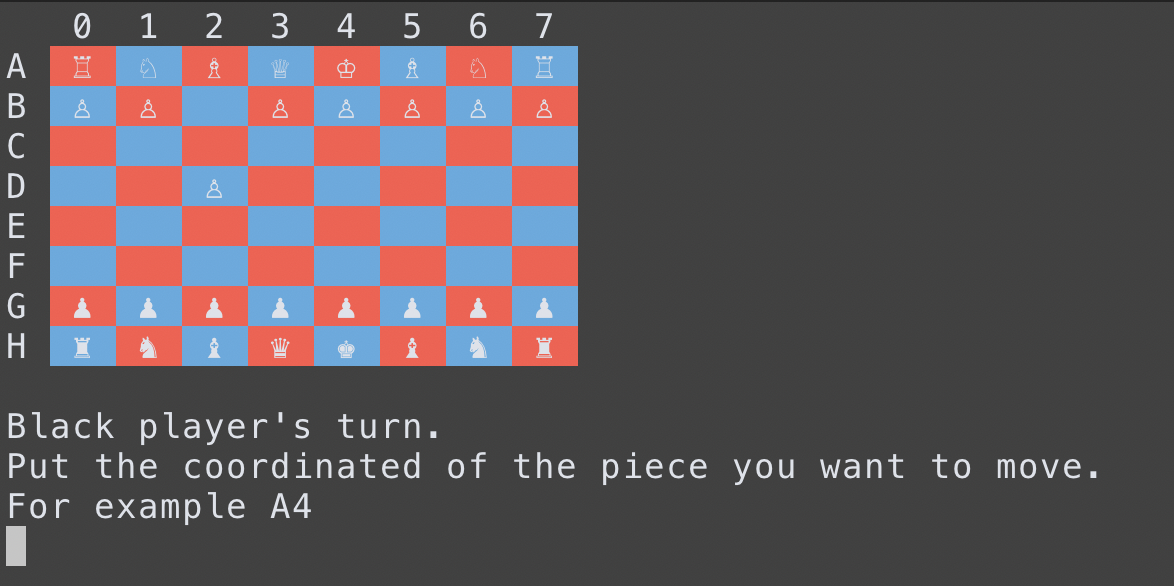 0 1 2 3 4 5 6 7
A ♖ ♘ ♗ ♕ ♔ ♗ ♘ ♖
B ♙ ♙ ♙ ♙ ♙ ♙ ♙
C
D ♙
E
F
G ♟ ♟ ♟ ♟ ♟ ♟ ♟ ♟
H ♜ ♞ ♝ ♛ ♚ ♝ ♞ ♜
Black player's turn.
Put the coordinated of the piece you want to move.
For example A4